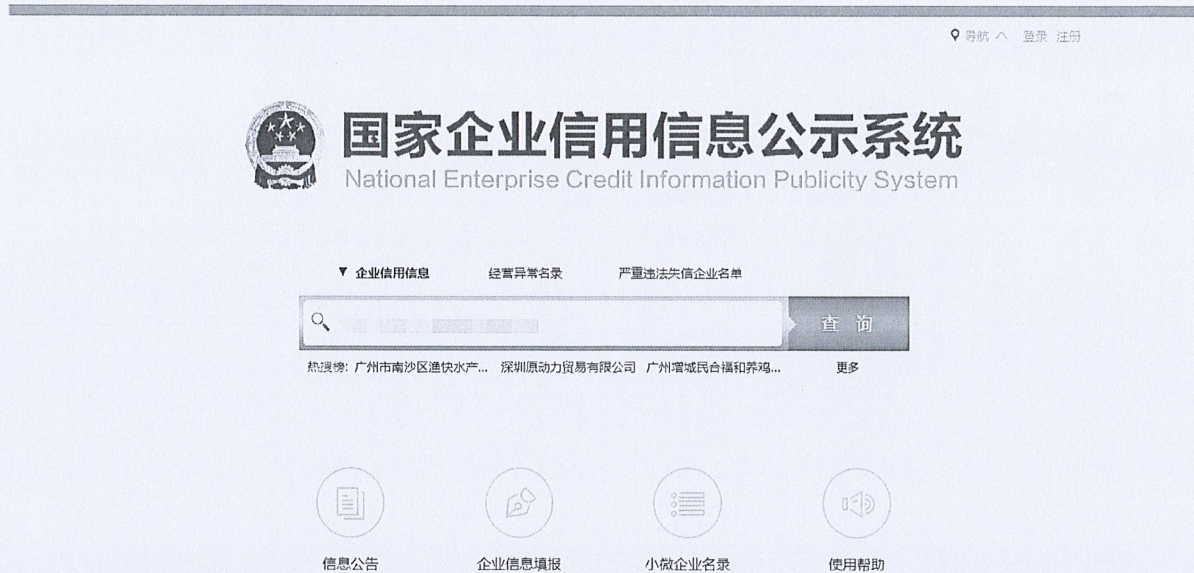 导航 登录 注册
国家企业信用信息公示系统
National Enterprise Credit Information Publicity System
企业信用信息 经营异常名录 严重违法失信企业名单
查 询
热搜榜: 广州市南沙区渔快水产... 深圳原动力贸易有限公司 广州增城民合福和养鸡... 更多
信息公告 企业信息填报 小微企业名录 使用帮助